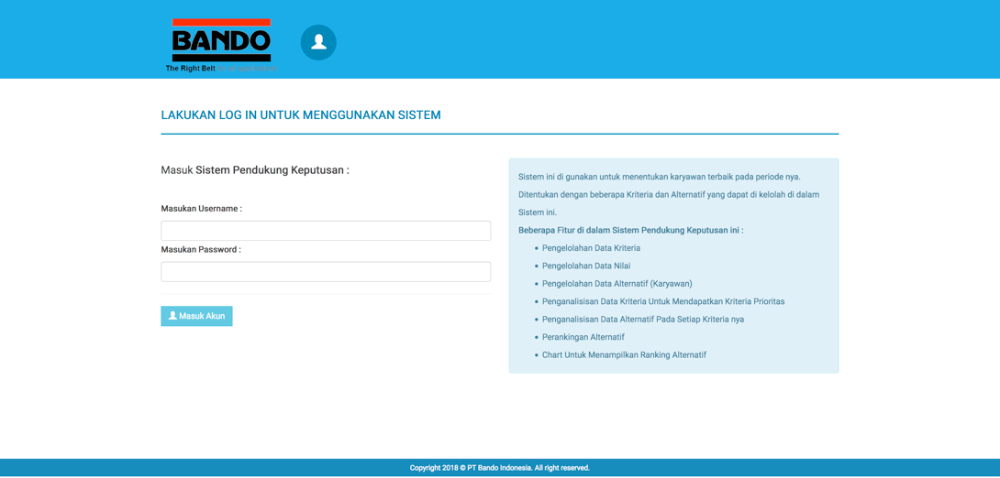 BANDO
The Right Belt
LAKUKAN LOG IN UNTUK MENGGUNAKAN SISTEM
Masuk Sistem Pendukung Keputusan :
Masukan Username :
Masukan Password :
Masuk Akun
Sistem ini di gunakan untuk menentukan karyawan terbaik pada periode nya.
Ditentukan dengan beberapa Kriteria dan Alternatif yang dapat di kelolah di dalam
Sistem ini.
Beberapa Fitur di dalam Sistem Pendukung Keputusan ini :
Pengelolahan Data Kriteria
Pengelolahan Data Nilai
Pengelolahan Data Alternatif (Karyawan)
Penganalisisan Data Kriteria Untuk Mendapatkan Kriteria Prioritas
Penganalisisan Data Alternatif Pada Setiap Kriteria nya
Perankingan Alternatif
Chart Untuk Menampilkan Ranking Alternatif
Copyright 2018 © PT Bando Indonesia. All right reserved.